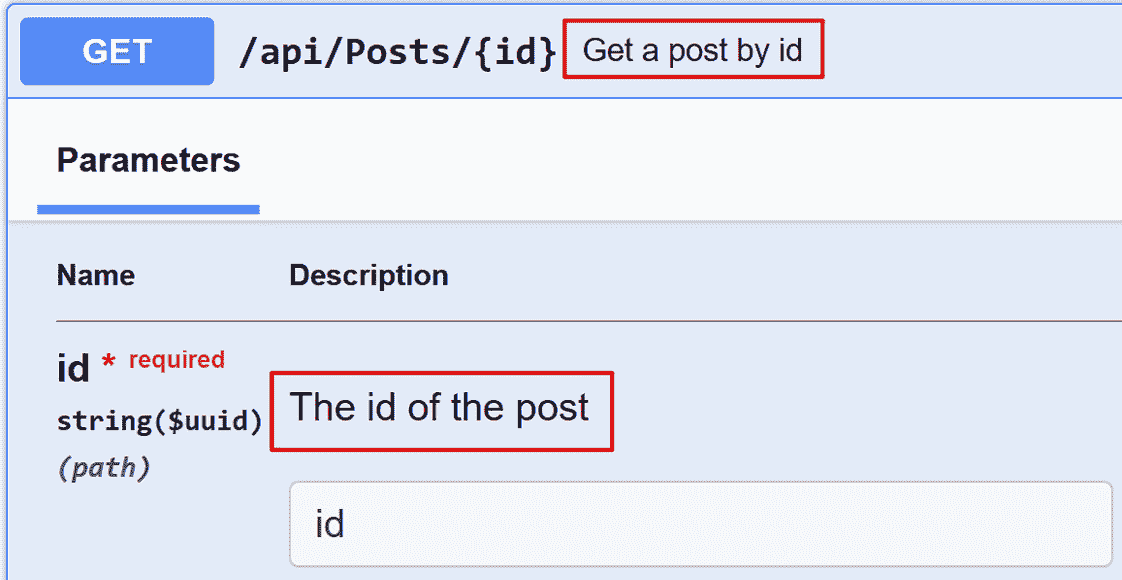 GET /api/Posts/{id} Get a post by id
Parameters
Name Description
id * required
string($uuid)
(path)
The id of the post
id